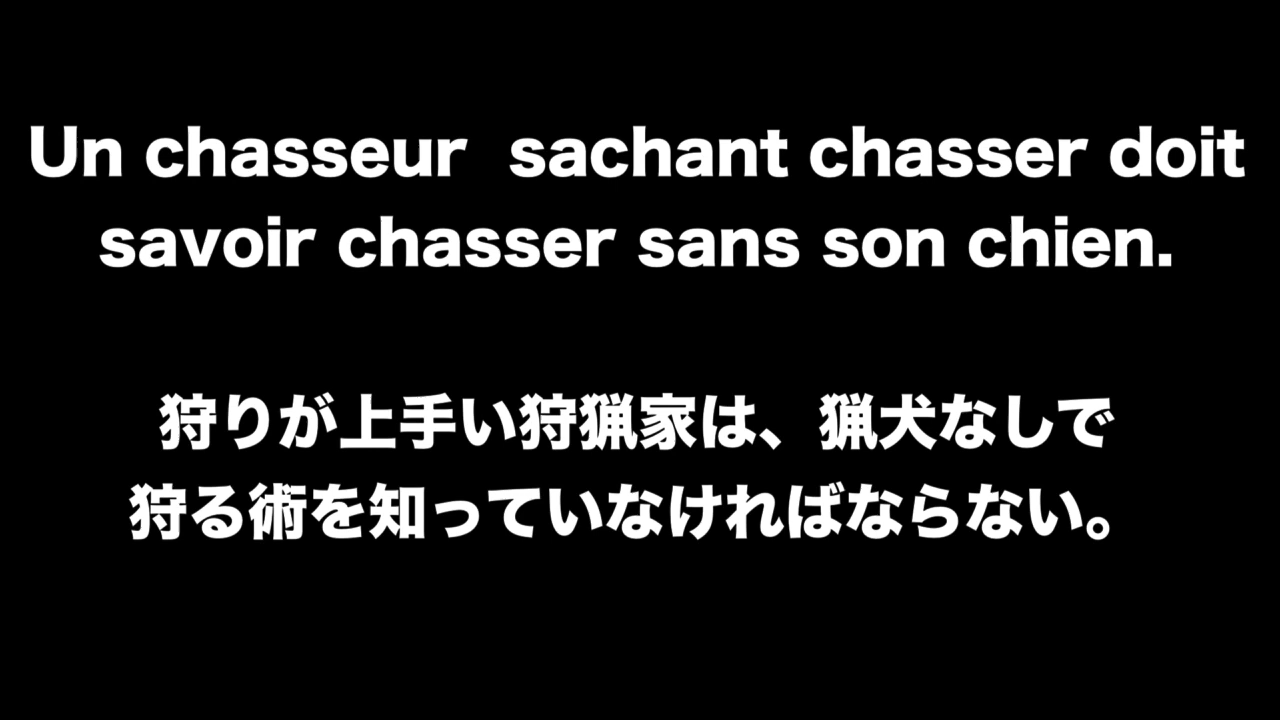 Un chasseur  sachant chasser doit
savoir chasser sans son chien.
狩りが上手い狩猟家は、猟犬なしで
狩る術を知っていなければならない。